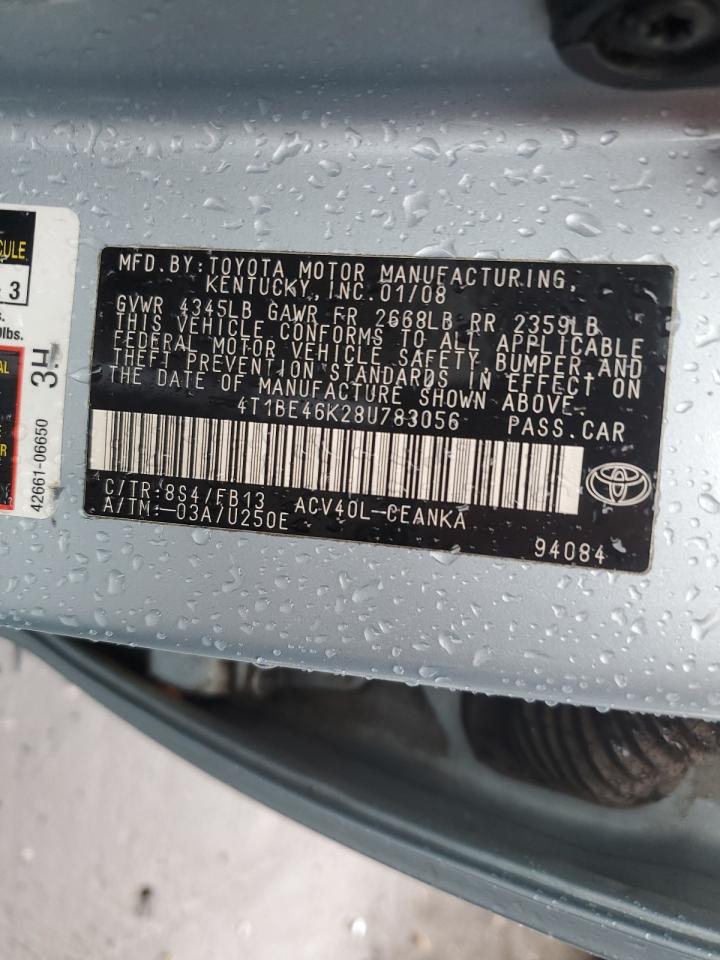 MFD.BY:TOYOTA MOTOR MANUFACTURING,
KENTUCKY, INC. 01/08
GVWR 4345LB GAWR FR 2668LB RR 2359LB
THIS VEHICLE CONFORMS TO ALL APPLICABLE
FEDERAL MOTOR VEHICLE SAFETY, BUMPER, AND
THEFT PREVENTION STANDARDS IN EFFECT ON
THE DATE OF MANUFACTURE SHOWN ABOVE.
4T1BE46K28U783056 PASS.CAR
C/TR:8S4/FB13 ACV40L-CEANKA
A/TM:-03A/U250E
94084
3
3H
42661-06650